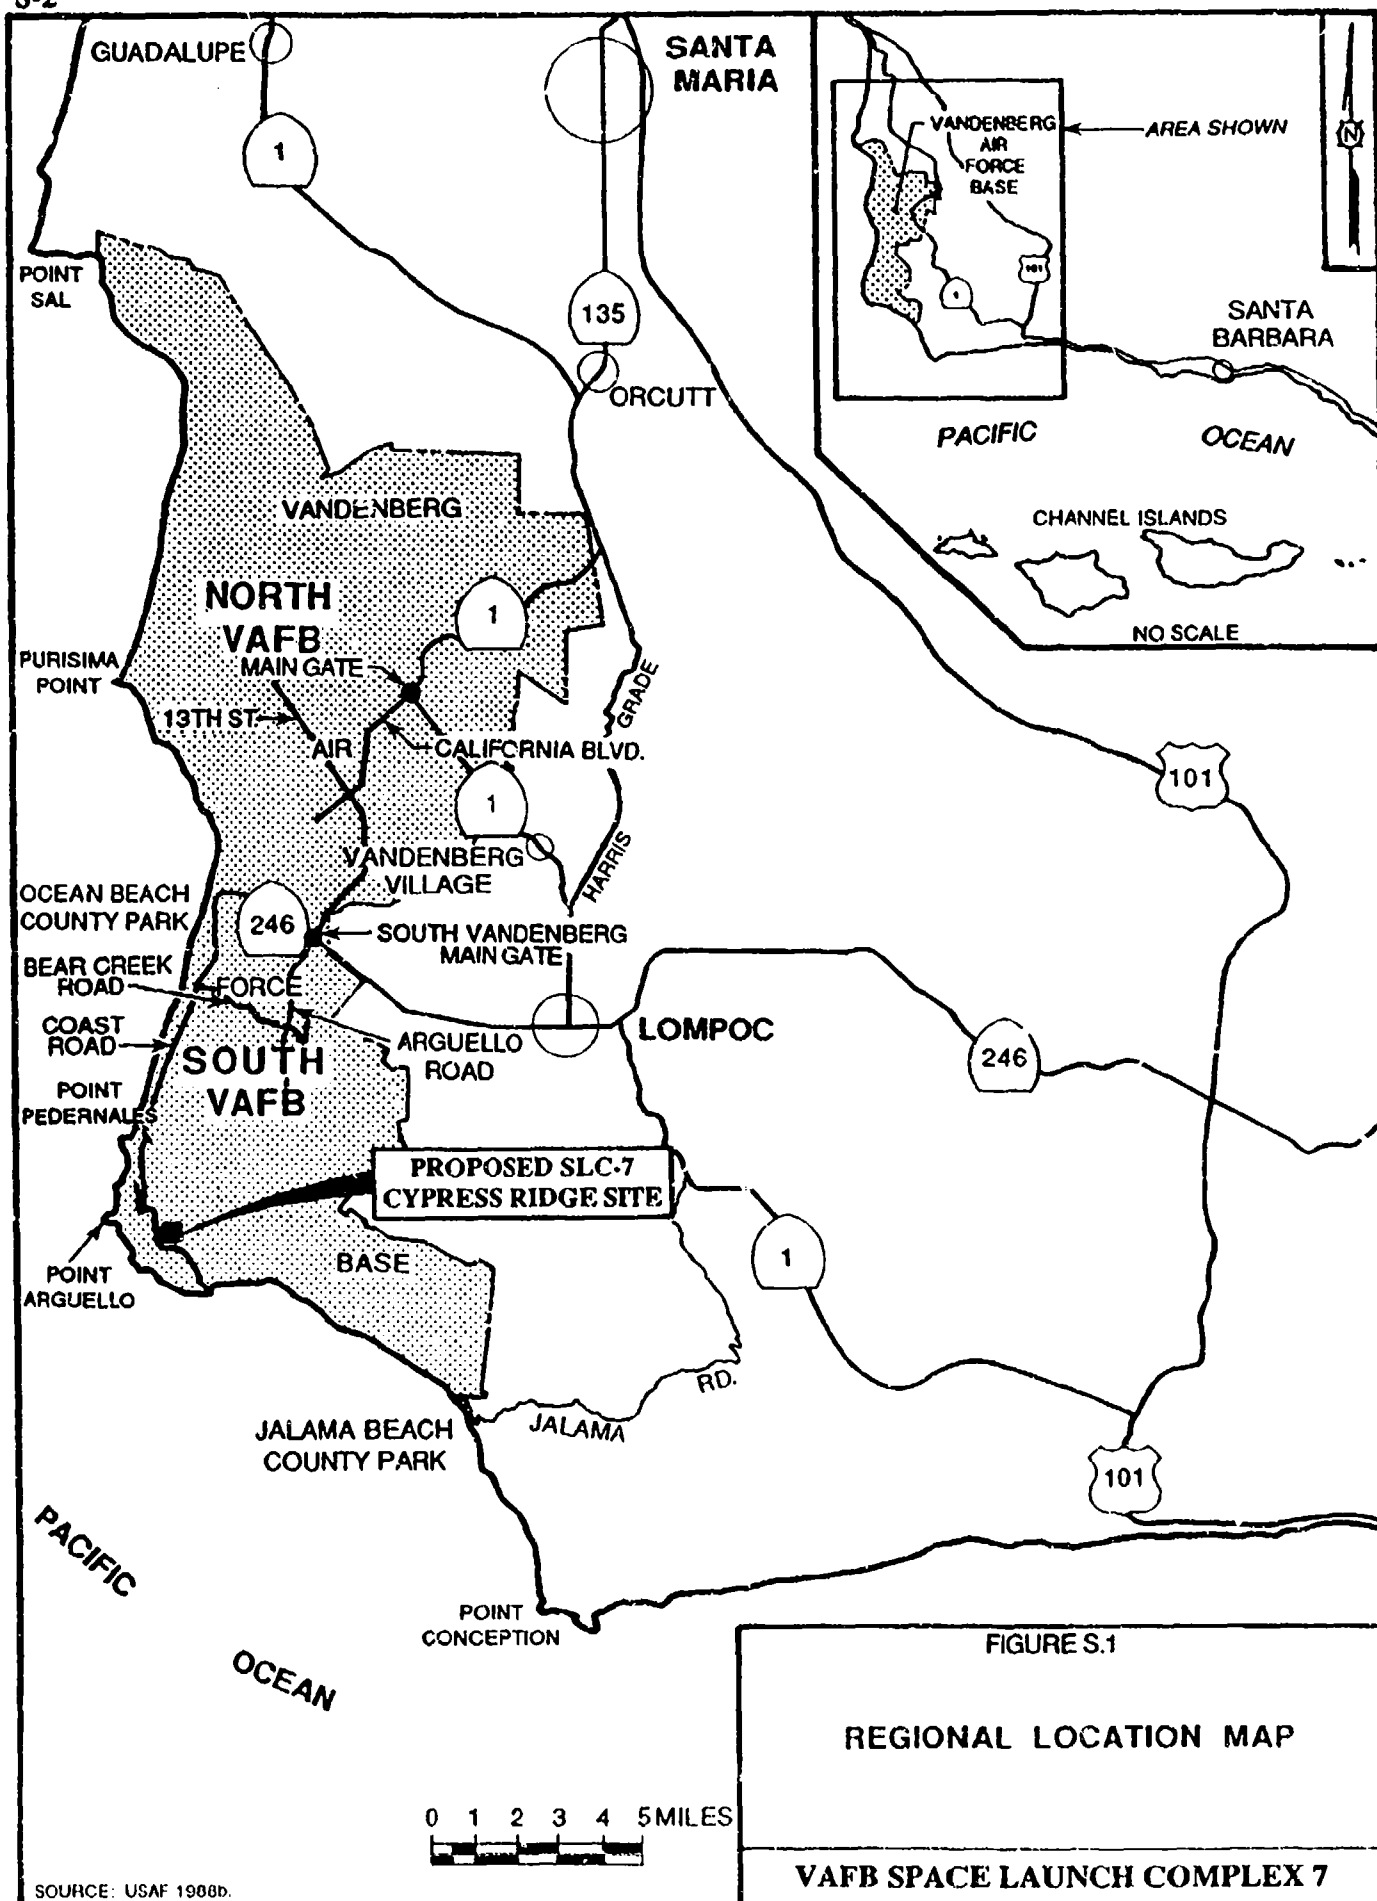 S-2
GUADALUPE
SANTA
MARIA
1
135
ORCUTT
POINT
SAL
VANDENBERG
AIR
FORCE
BASE
AREA SHOWN
N
101
1
SANTA
BARBARA
PACIFIC
OCEAN
CHANNEL ISLANDS
NO SCALE
VANDENBERG
NORTH
VAFB
1
MAIN GATE
PURISIMA
POINT
13TH ST.
AIR
CALIFORNIA BLVD.
HARRIS
GRADE
101
1
VANDENBERG
VILLAGE
OCEAN BEACH
COUNTY PARK
246
SOUTH VANDENBERG
MAIN GATE
BEAR CREEK
ROAD
FORCE
COAST
ROAD
SOUTH
VAFB
ARGUELLO
ROAD
LOMPOC
246
POINT
PEDERNALES
PROPOSED SLC-7
CYPRESS RIDGE SITE
1
POINT
ARGUELLO
BASE
JALAMA
RD.
JALAMA BEACH
COUNTY PARK
101
PACIFIC
OCEAN
POINT
CONCEPTION
0 1 2 3 4 5 MILES
SOURCE: USAF 1988b.
FIGURE S.1
REGIONAL LOCATION MAP
VAFB SPACE LAUNCH COMPLEX 7